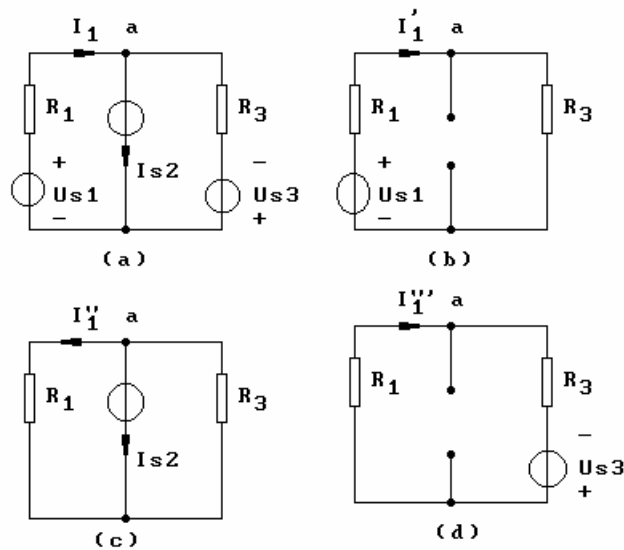 I1 a
R1
R3
+
Us1
−
Is2
−
Us3
+
(a)
I1' a
R1
R3
+
Us1
−
(b)
I1'' a
R1
R3
Is2
(c)
I1''' a
R1
R3
−
Us3
+
(d)